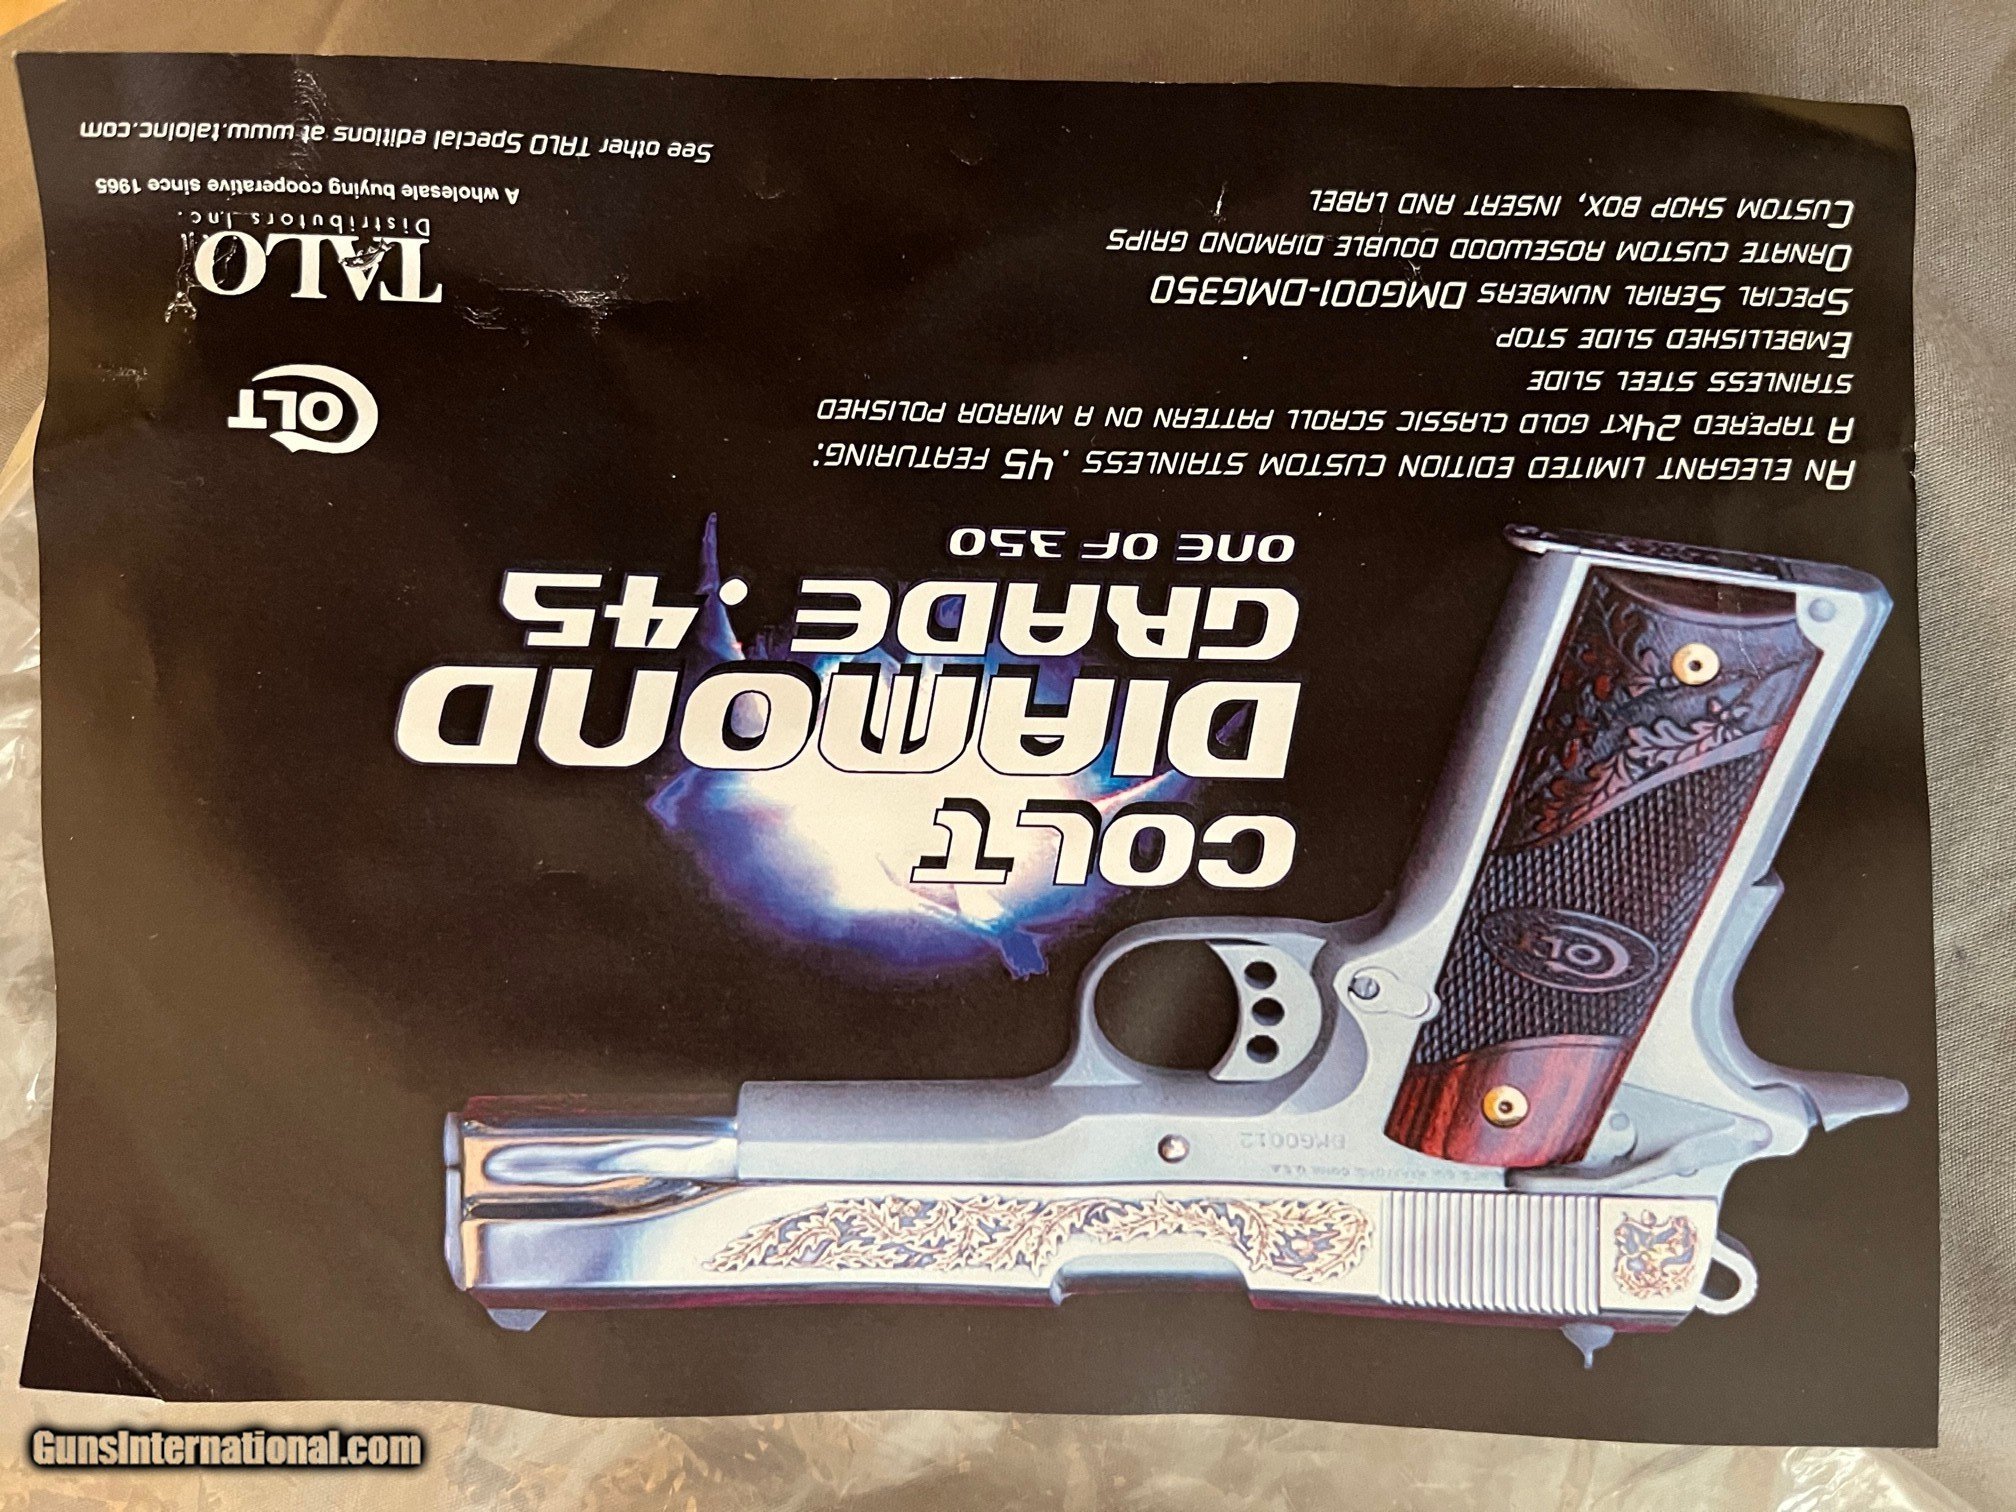 COLT
DIAMOND
GRADE .45
ONE OF 350
AN ELEGANT LIMITED EDITION CUSTOM STAINLESS .45 FEATURING:
A TAPERED 24KT GOLD CLASSIC SCROLL PATTERN ON A MIRROR POLISHED
STAINLESS STEEL SLIDE
EMBELLISHED SLIDE STOP
SPECIAL SERIAL NUMBERS DMG001-DMG350
ORNATE CUSTOM ROSEWOOD DOUBLE DIAMOND GRIPS
CUSTOM SHOP BOX, INSERT AND LABEL
COLT
TALO
Distributors Inc.
A wholesale buying cooperative since 1965
See other TALO Special editions at www.taloinc.com
COLT
DMG0012
GunsInternational.com